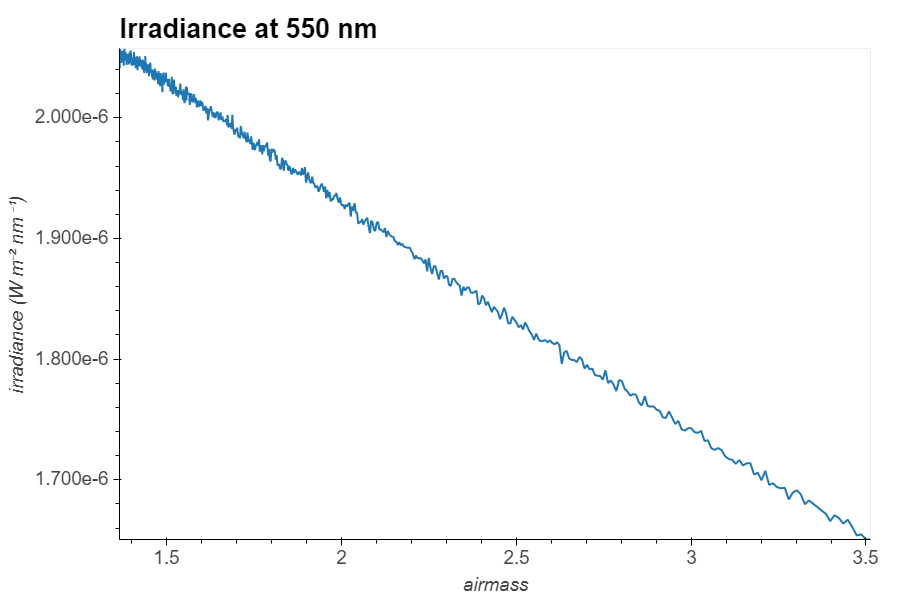 Irradiance at 550 nm
irradiance (W m⁻² nm⁻¹)
2.000e-6
1.900e-6
1.800e-6
1.700e-6
1.5
2
2.5
3
3.5
airmass